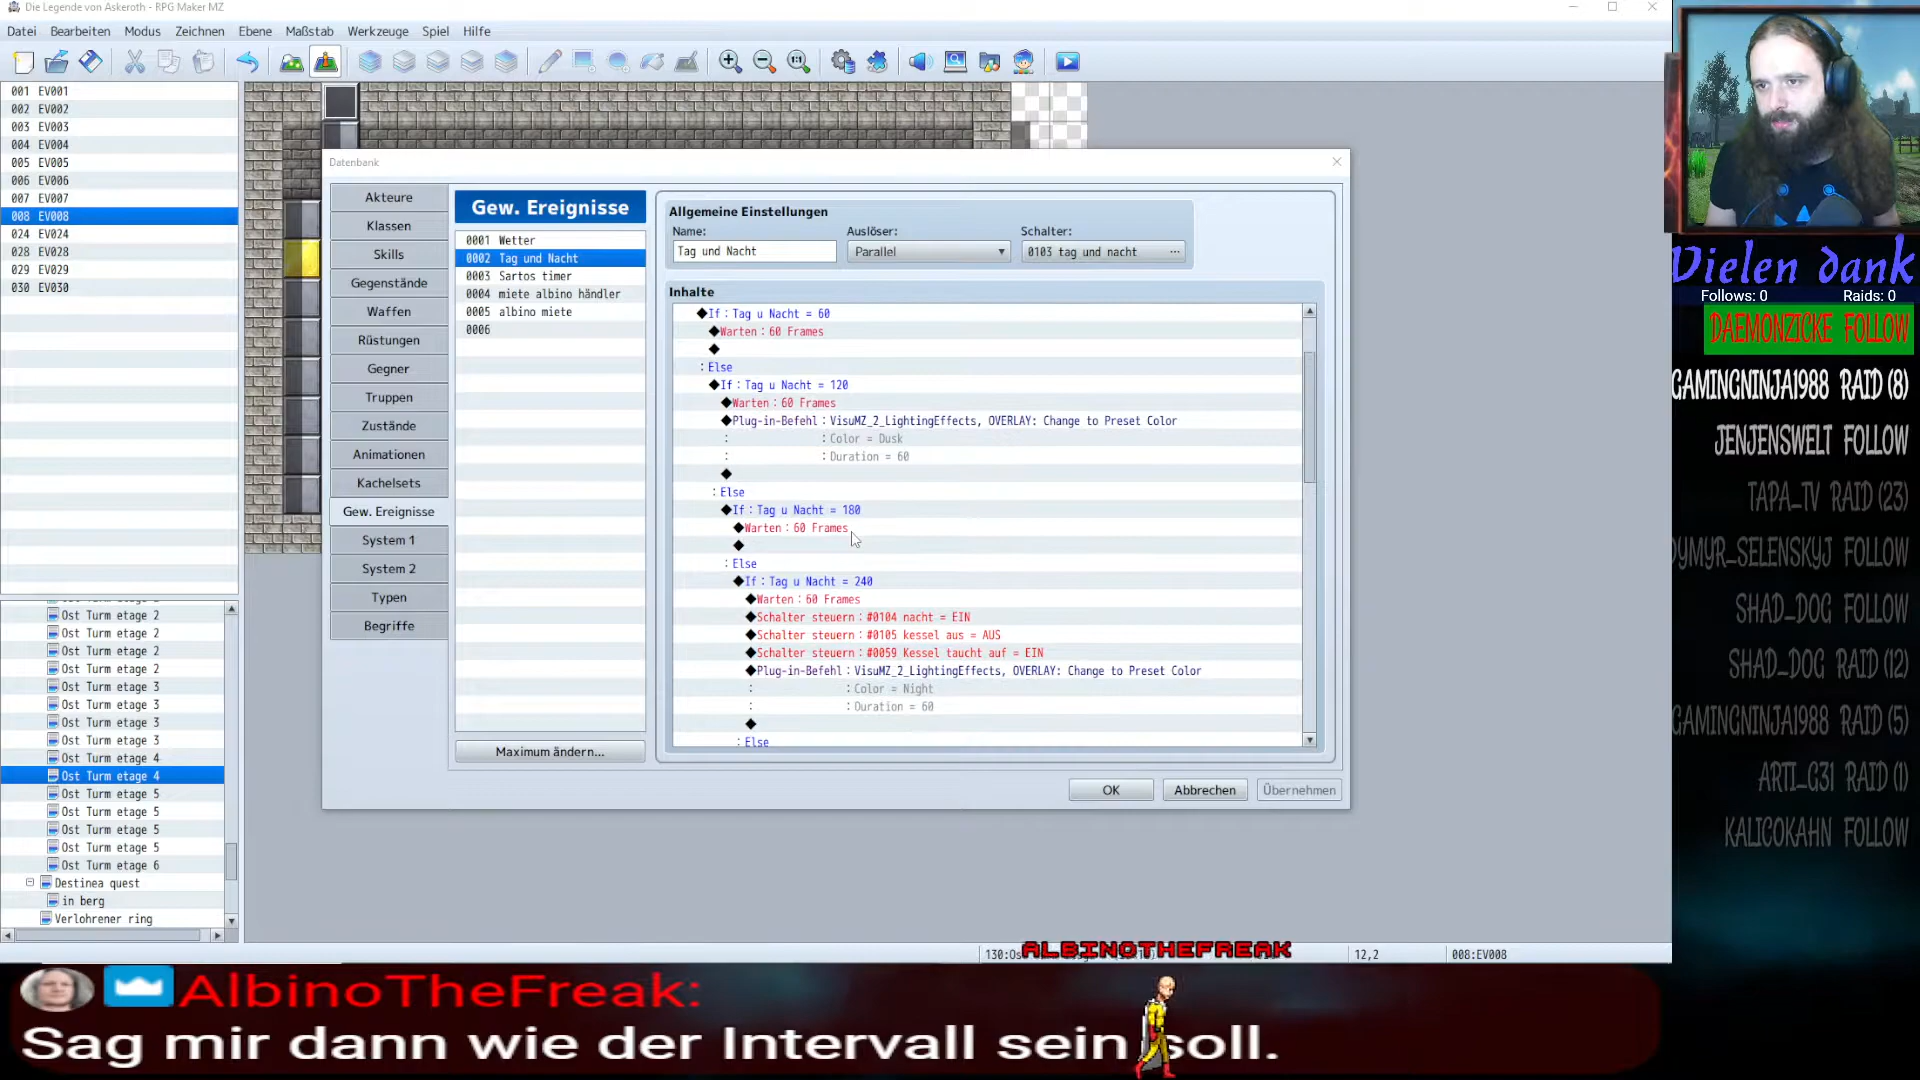 Die Legende von Askeroth - RPG Maker MZ
Datei Bearbeiten Modus Zeichnen Ebene Maßstab Werkzeuge Spiel Hilfe
001 EV001
002 EV002
003 EV003
004 EV004
005 EV005
006 EV006
007 EV007
008 EV008
024 EV024
028 EV028
029 EV029
030 EV030
Ost Turm etage 2
Ost Turm etage 2
Ost Turm etage 2
Ost Turm etage 2
Ost Turm etage 3
Ost Turm etage 3
Ost Turm etage 3
Ost Turm etage 3
Ost Turm etage 4
Ost Turm etage 4
Ost Turm etage 5
Ost Turm etage 5
Ost Turm etage 5
Ost Turm etage 5
Ost Turm etage 6
Destinea quest
in berg
Verlohrener ring
Datenbank
Akteure
Klassen
Skills
Gegenstände
Waffen
Rüstungen
Gegner
Truppen
Zustände
Animationen
Kachelsets
Gew. Ereignisse
System 1
System 2
Typen
Begriffe
Gew. Ereignisse
0001 Wetter
0002 Tag und Nacht
0003 Sartos timer
0004 miete albino händler
0005 albino miete
0006
Maximum ändern...
Allgemeine Einstellungen
Name: Auslöser: Schalter:
Tag und Nacht Parallel 0103 tag und nacht ...
Inhalte
◆If：Tag u Nacht = 60
◆Warten：60 Frames
◆
：Else
◆If：Tag u Nacht = 120
◆Warten：60 Frames
◆Plug-in-Befehl：VisuMZ_2_LightingEffects, OVERLAY: Change to Preset Color
： ：Color = Dusk
： ：Duration = 60
◆
：Else
◆If：Tag u Nacht = 180
◆Warten：60 Frames
◆
：Else
◆If：Tag u Nacht = 240
◆Warten：60 Frames
◆Schalter steuern：#0104 nacht = EIN
◆Schalter steuern：#0105 kessel aus = AUS
◆Schalter steuern：#0059 Kessel taucht auf = EIN
◆Plug-in-Befehl：VisuMZ_2_LightingEffects, OVERLAY: Change to Preset Color
： ：Color = Night
： ：Duration = 60
◆
：Else
OK Abbrechen Übernehmen
12,2 008:EV008
Vielen dank
Follows: 0 Raids: 0
DAEMONZICKE FOLLOW
GAMINGNINJA1988 RAID (8)
JENJENSWELT FOLLOW
TAPA_TV RAID (23)
DYMYR_SELENSKYJ FOLLOW
SHAD_DOG FOLLOW
SHAD_DOG RAID (12)
GAMINGNINJA1988 RAID (5)
ARTI_G31 RAID (1)
KALICOKAHN FOLLOW
ALBINOTHEFREAK
AlbinoTheFreak:
Sag mir dann wie der Intervall sein soll.